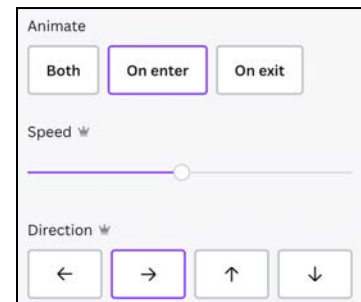 Animate
Both On enter On exit
Speed
Direction
← → ↑ ↓